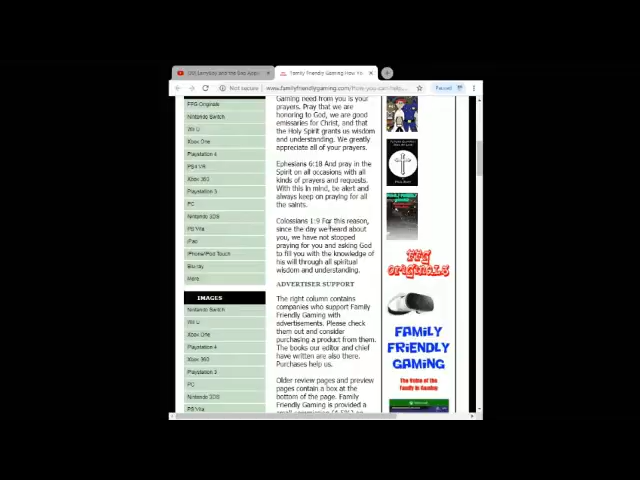 Family Friendly Gaming How Yo
Not secure
www.familyfriendlygaming.com/
Paused
FFG Originals
Nintendo Switch
Wii U
Xbox One
Playstation 4
PS4 VR
Xbox 360
Playstation 3
PC
Nintendo 3DS
PS Vita
iPad
iPhone/iPod Touch
Blu-ray
More
IMAGES
Nintendo Switch
Wii U
Xbox One
Playstation 4
Xbox 360
Playstation 3
PC
Nintendo 3DS
PS Vita
Gaming need from you is your
prayers. Pray that we are
honoring to God, we are good
emissaries for Christ, and that
the Holy Spirit grants us wisdom
and understanding. We greatly
appreciate all of your prayers.
Ephesians 6:18 And pray in the
Spirit on all occasions with all
kinds of prayers and requests.
With this in mind, be alert and
always keep on praying for all
the saints.
Colossians 1:9 For this reason,
since the day we heard about
you, we have not stopped
praying for you and asking God
to fill you with the knowledge of
his will through all spiritual
wisdom and understanding.
ADVERTISER SUPPORT
The right column contains
companies who support Family
Friendly Gaming with
advertisements. Please check
them out and consider
purchasing a product from them.
The books our editor and chief
have written are also there.
Purchases help us.
Older review pages and preview
pages contain a box at the
bottom of the page. Family
Friendly Gaming is provided a
FFG
ORIGINALS
FAMILY
FRIENDLY
GAMING
The Voice of the
Family in Gaming